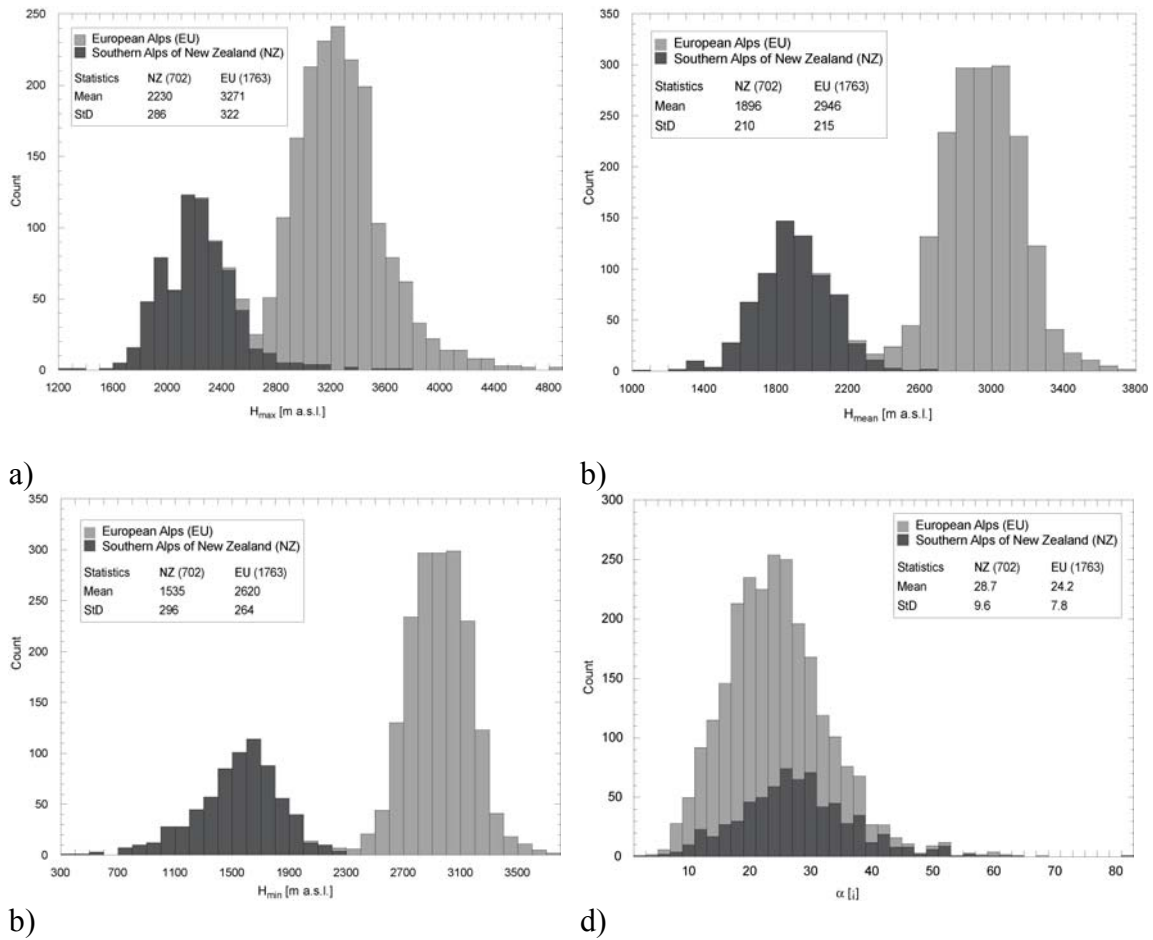 250
200
150
100
50
0
Count
European Alps (EU)
Southern Alps of New Zealand (NZ)
Statistics NZ (702) EU (1763)
Mean 2230 3271
StD 286 322
1200 1600 2000 2400 2800 3200 3600 4000 4400 4800
Hmax [m a.s.l.]
a)
350
300
250
200
150
100
50
0
Count
European Alps (EU)
Southern Alps of New Zealand (NZ)
Statistics NZ (702) EU (1763)
Mean 1896 2946
StD 210 215
1000 1400 1800 2200 2600 3000 3400 3800
Hmean [m a.s.l.]
b)
350
300
250
200
150
100
50
0
Count
European Alps (EU)
Southern Alps of New Zealand (NZ)
Statistics NZ (702) EU (1763)
Mean 1535 2620
StD 296 264
300 700 1100 1500 1900 2300 2700 3100 3500
Hmin [m a.s.l.]
b)
300
250
200
150
100
50
0
Count
European Alps (EU)
Southern Alps of New Zealand (NZ)
Statistics NZ (702) EU (1763)
Mean 28.7 24.2
StD 9.6 7.8
10 20 30 40 50 60 70 80
α [¡]
d)